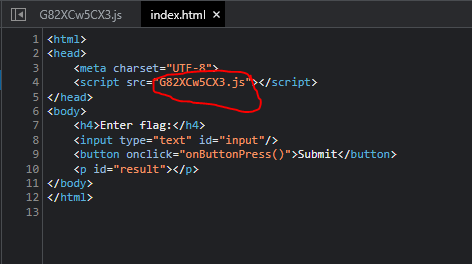 G82XCw5CX3.js index.html ×
1 <html>
2 <head>
3 <meta charset="UTF-8">
4 <script src="G82XCw5CX3.js"></script>
5 </head>
6 <body>
7 <h4>Enter flag:</h4>
8 <input type="text" id="input"/>
9 <button onclick="onButtonPress()">Submit</button>
10 <p id="result"></p>
11 </body>
12 </html>
13